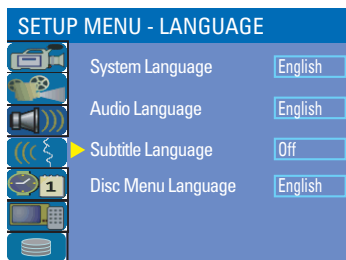 SETUP MENU - LANGUAGE
System Language English
Audio Language English
Subtitle Language Off
Disc Menu Language English
1